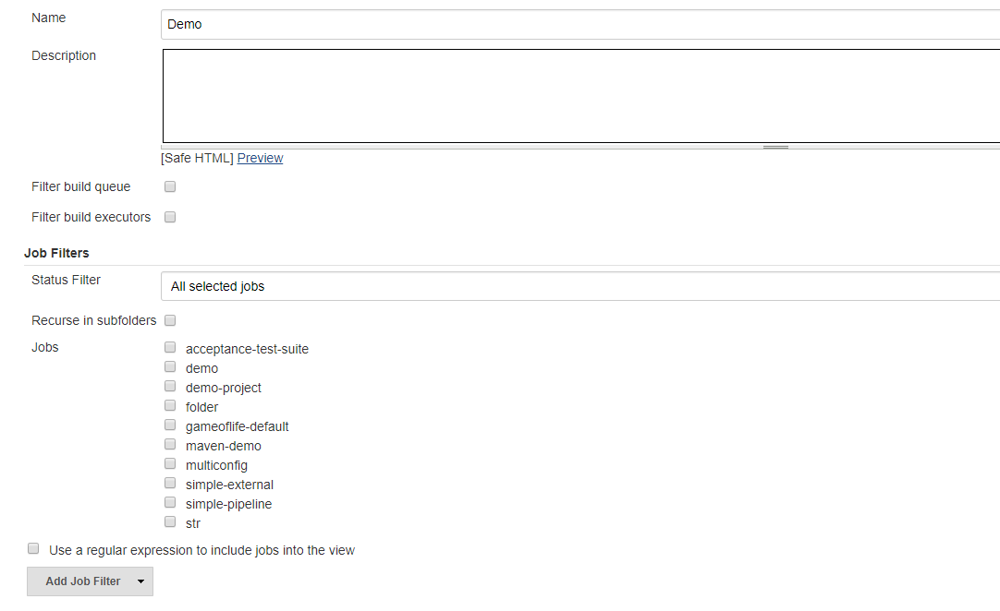 Name
Demo
Description
[Safe HTML] Preview
Filter build queue
Filter build executors
Job Filters
Status Filter
All selected jobs
Recurse in subfolders
Jobs
acceptance-test-suite
demo
demo-project
folder
gameoflife-default
maven-demo
multiconfig
simple-external
simple-pipeline
str
Use a regular expression to include jobs into the view
Add Job Filter